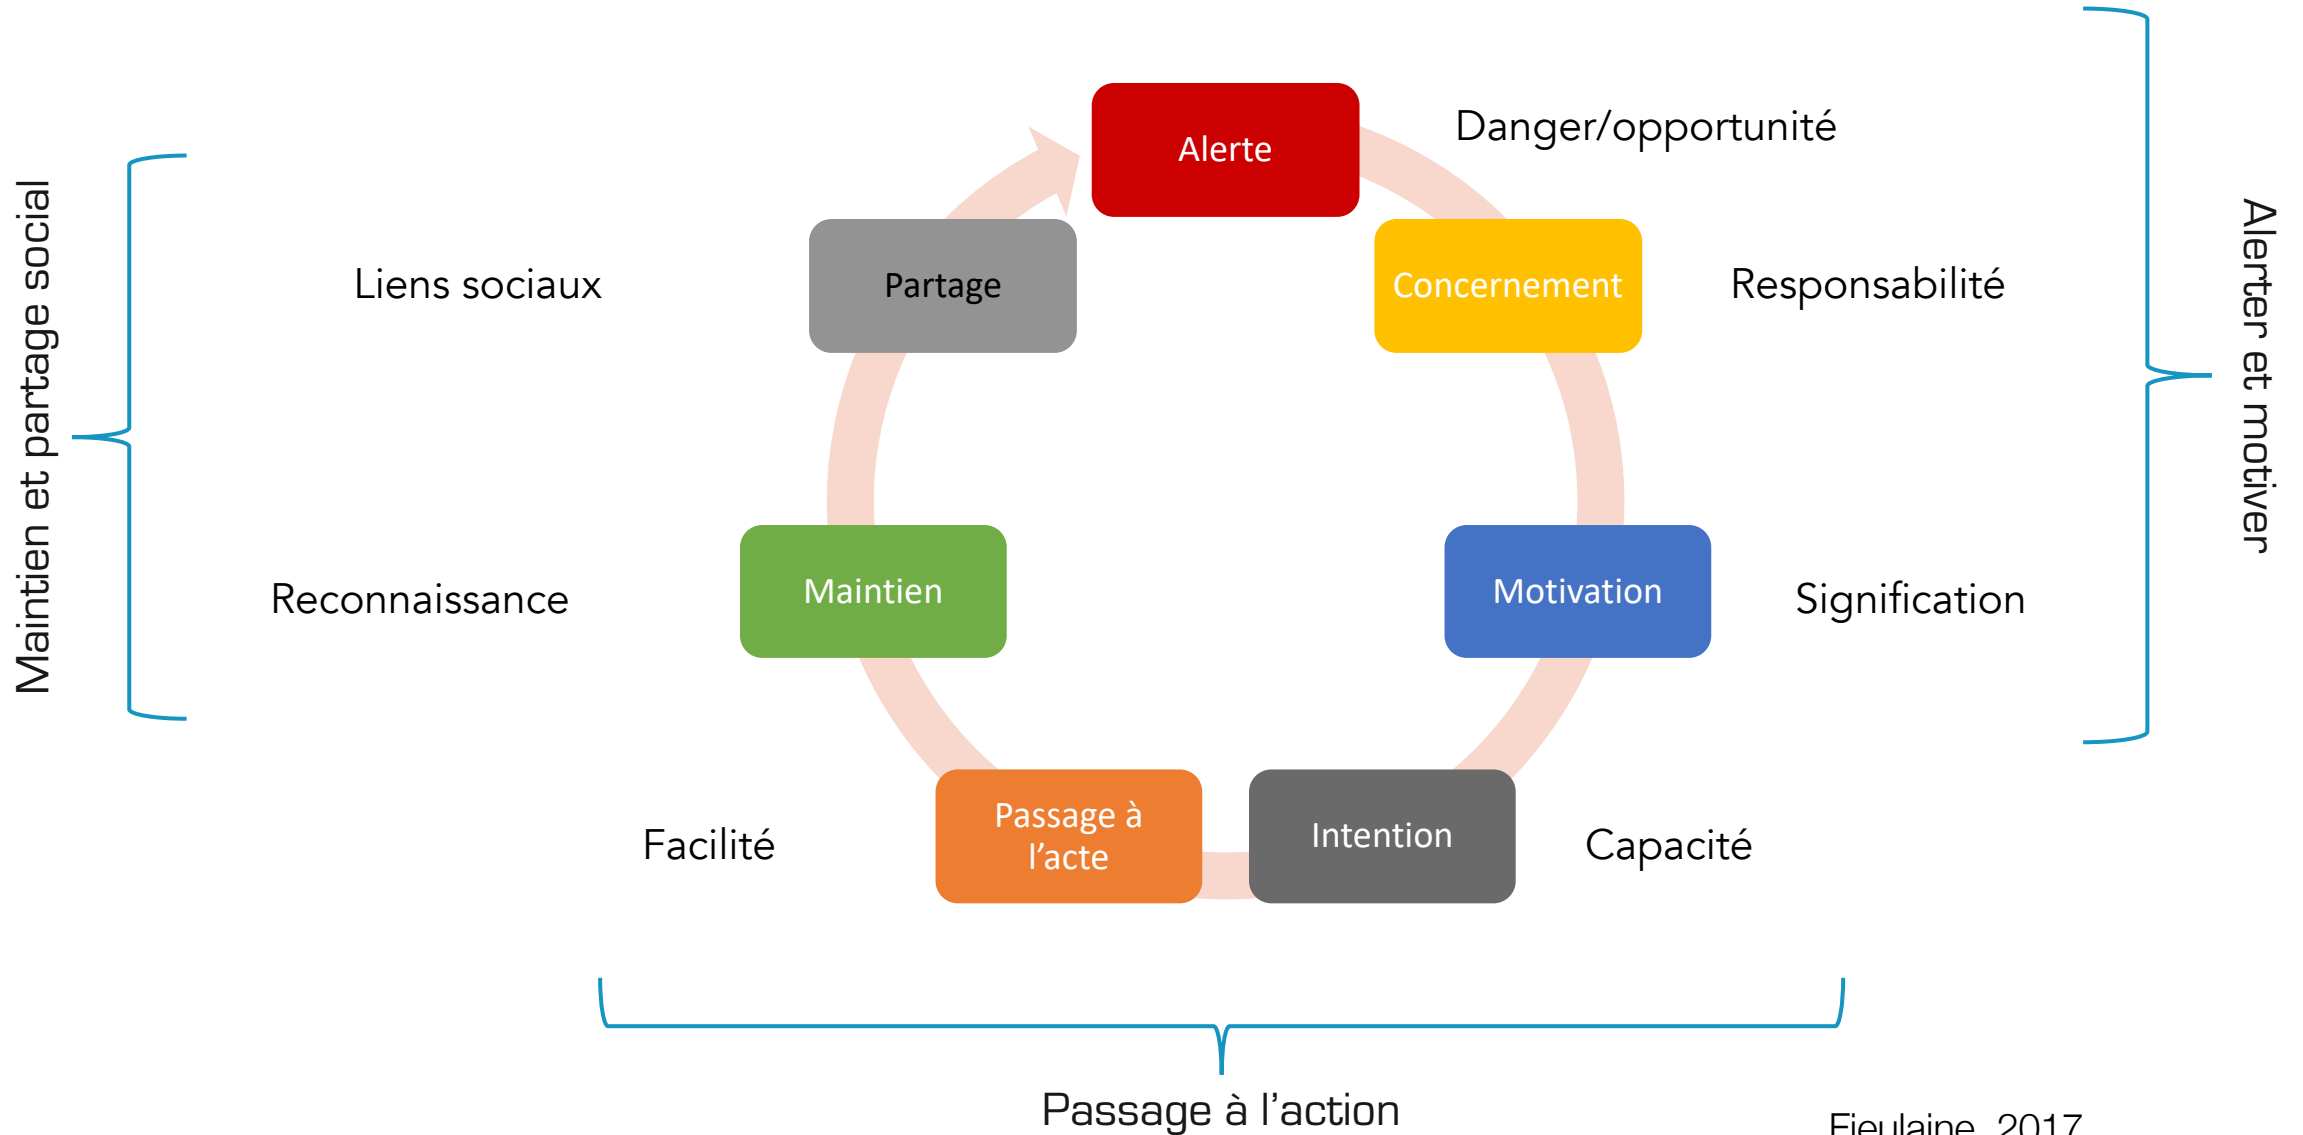 Alerte
Danger/opportunité
Concernement
Responsabilité
Motivation
Signification
Intention
Capacité
Passage à
l’acte
Facilité
Maintien
Reconnaissance
Partage
Liens sociaux
Alerter et motiver
Passage à l’action
Maintien et partage social
Fieulaine, 2017